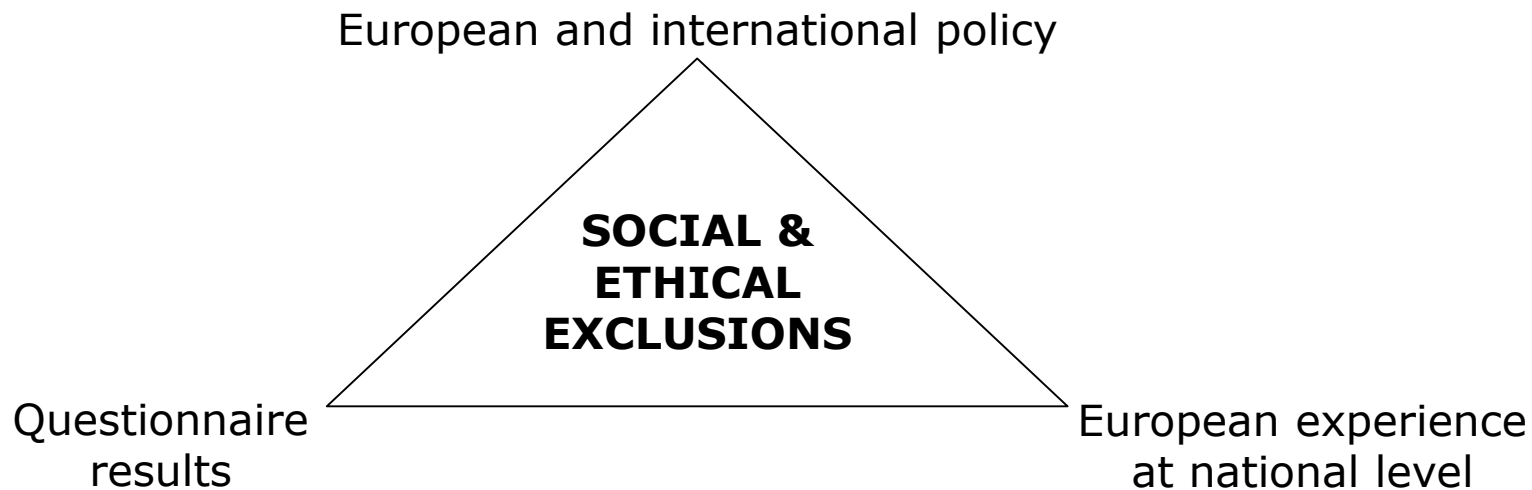 European and international policy
SOCIAL &
ETHICAL
EXCLUSIONS
Questionnaire
results
European experience
at national level